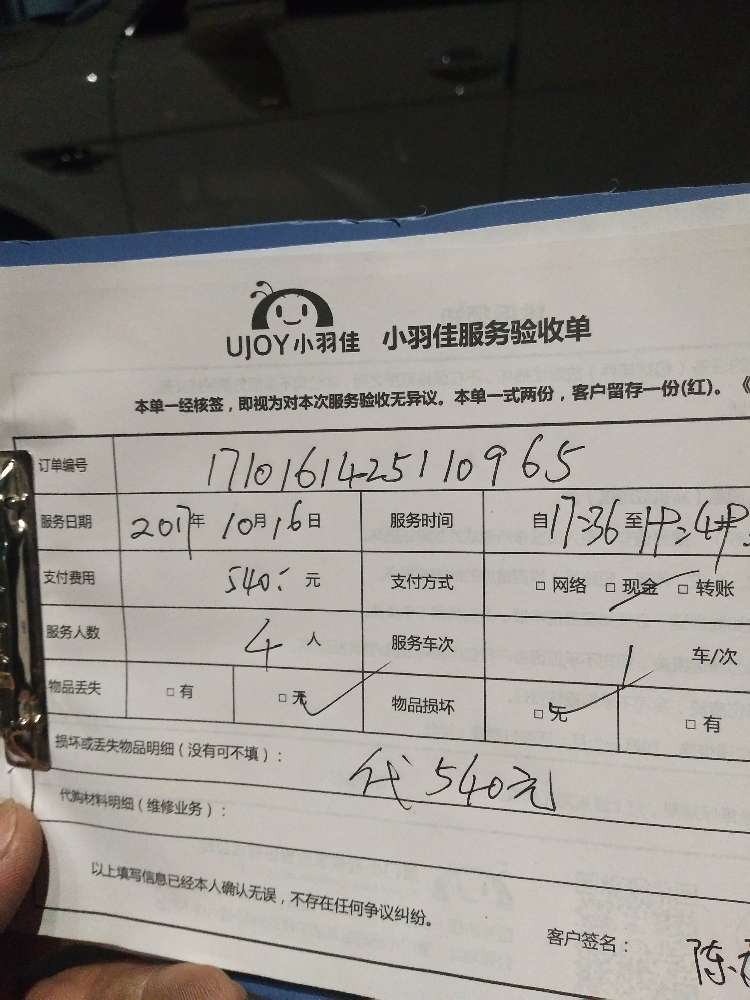 UJOY小羽佳 小羽佳服务验收单
本单一经核签，即视为对本次服务验收无异议。本单一式两份，客户留存一份(红)。《
订单编号 1710161425110965
服务日期 2017年 10月16日 服务时间 自17:36至
支付费用 540: 元 支付方式 □ 网络 □ 现金 □ 转账
服务人数 4 人 服务车次 1 车/次
物品丢失 □ 有 □ 无 物品损坏 □ 无 □ 有
损坏或丢失物品明细（没有可不填）：
代 540元
代购材料明细（维修业务）：
以上填写信息已经本人确认无误，不存在任何争议纠纷。
客户签名： 陈